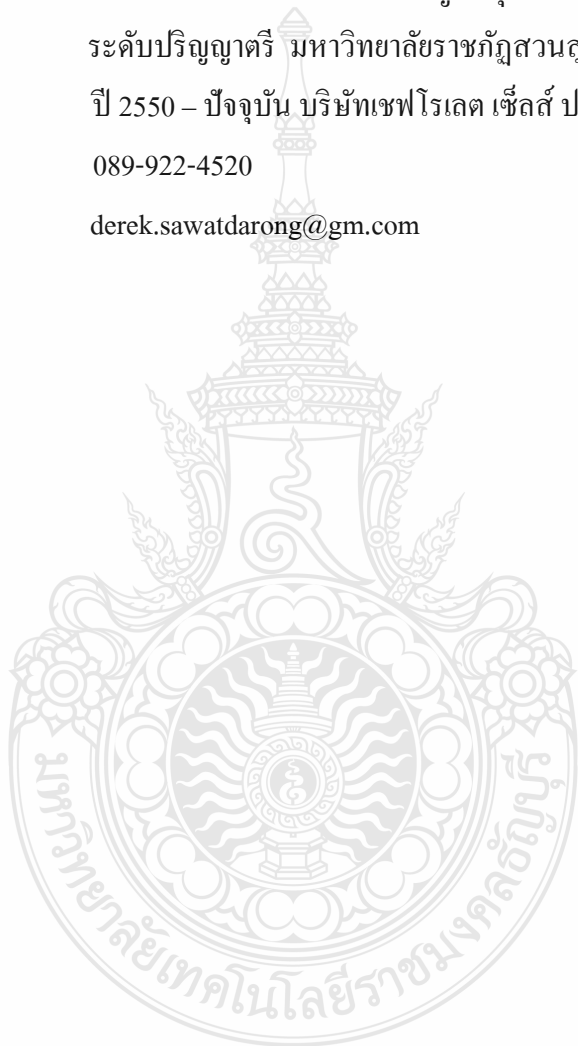 ระดับปริญญาตรี มหาวิทยาลัยราชภัฏสวนสุ
ปี 2550 – ปัจจุบัน บริษัทเชฟโรเลต เซ็ลส์ ป
089-922-4520
derek.sawatdarong@gm.com
มหาวิทยาลัยเทคโนโลยีราชมงคลธัญบุรี